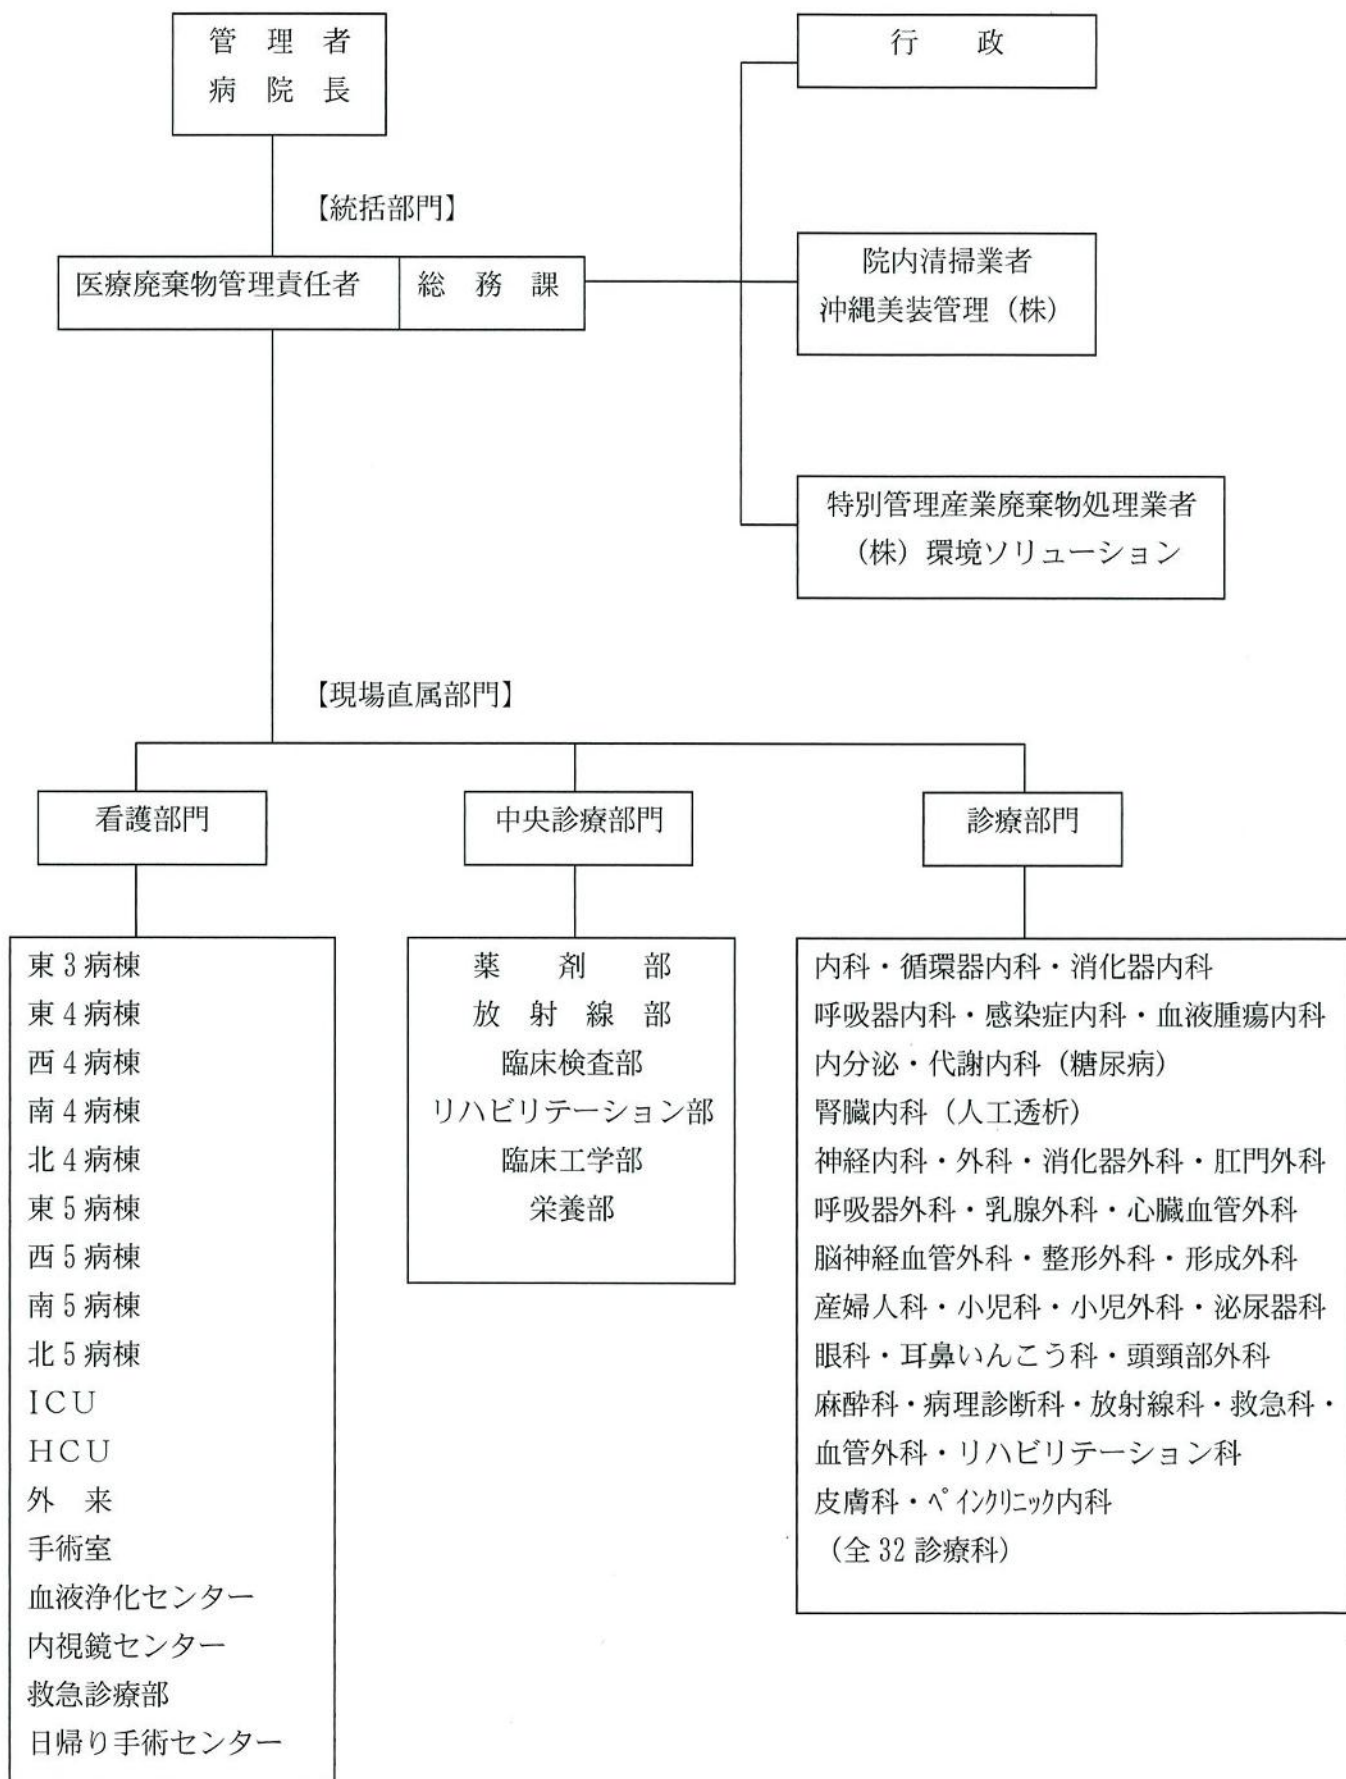 管理者
病院長
行政
【統括部門】
医療廃棄物管理責任者
総務課
院内清掃業者
沖縄美装管理（株）
特別管理産業廃棄物処理業者
（株）環境ソリューション
【現場直属部門】
看護部門
中央診療部門
診療部門
東3病棟
東4病棟
西4病棟
南4病棟
北4病棟
東5病棟
西5病棟
南5病棟
北5病棟
ICU
HCU
外来
手術室
血液浄化センター
内視鏡センター
救急診療部
日帰り手術センター
薬剤部
放射線部
臨床検査部
リハビリテーション部
臨床工学部
栄養部
内科・循環器内科・消化器内科
呼吸器内科・感染症内科・血液腫瘍内科
内分泌・代謝内科（糖尿病）
腎臓内科（人工透析）
神経内科・外科・消化器外科・肛門外科
呼吸器外科・乳腺外科・心臓血管外科
脳神経血管外科・整形外科・形成外科
産婦人科・小児科・小児外科・泌尿器科
眼科・耳鼻いんこう科・頭頸部外科
麻酔科・病理診断科・放射線科・救急科・
血管外科・リハビリテーション科
皮膚科・ペインクリニック内科
（全32診療科）